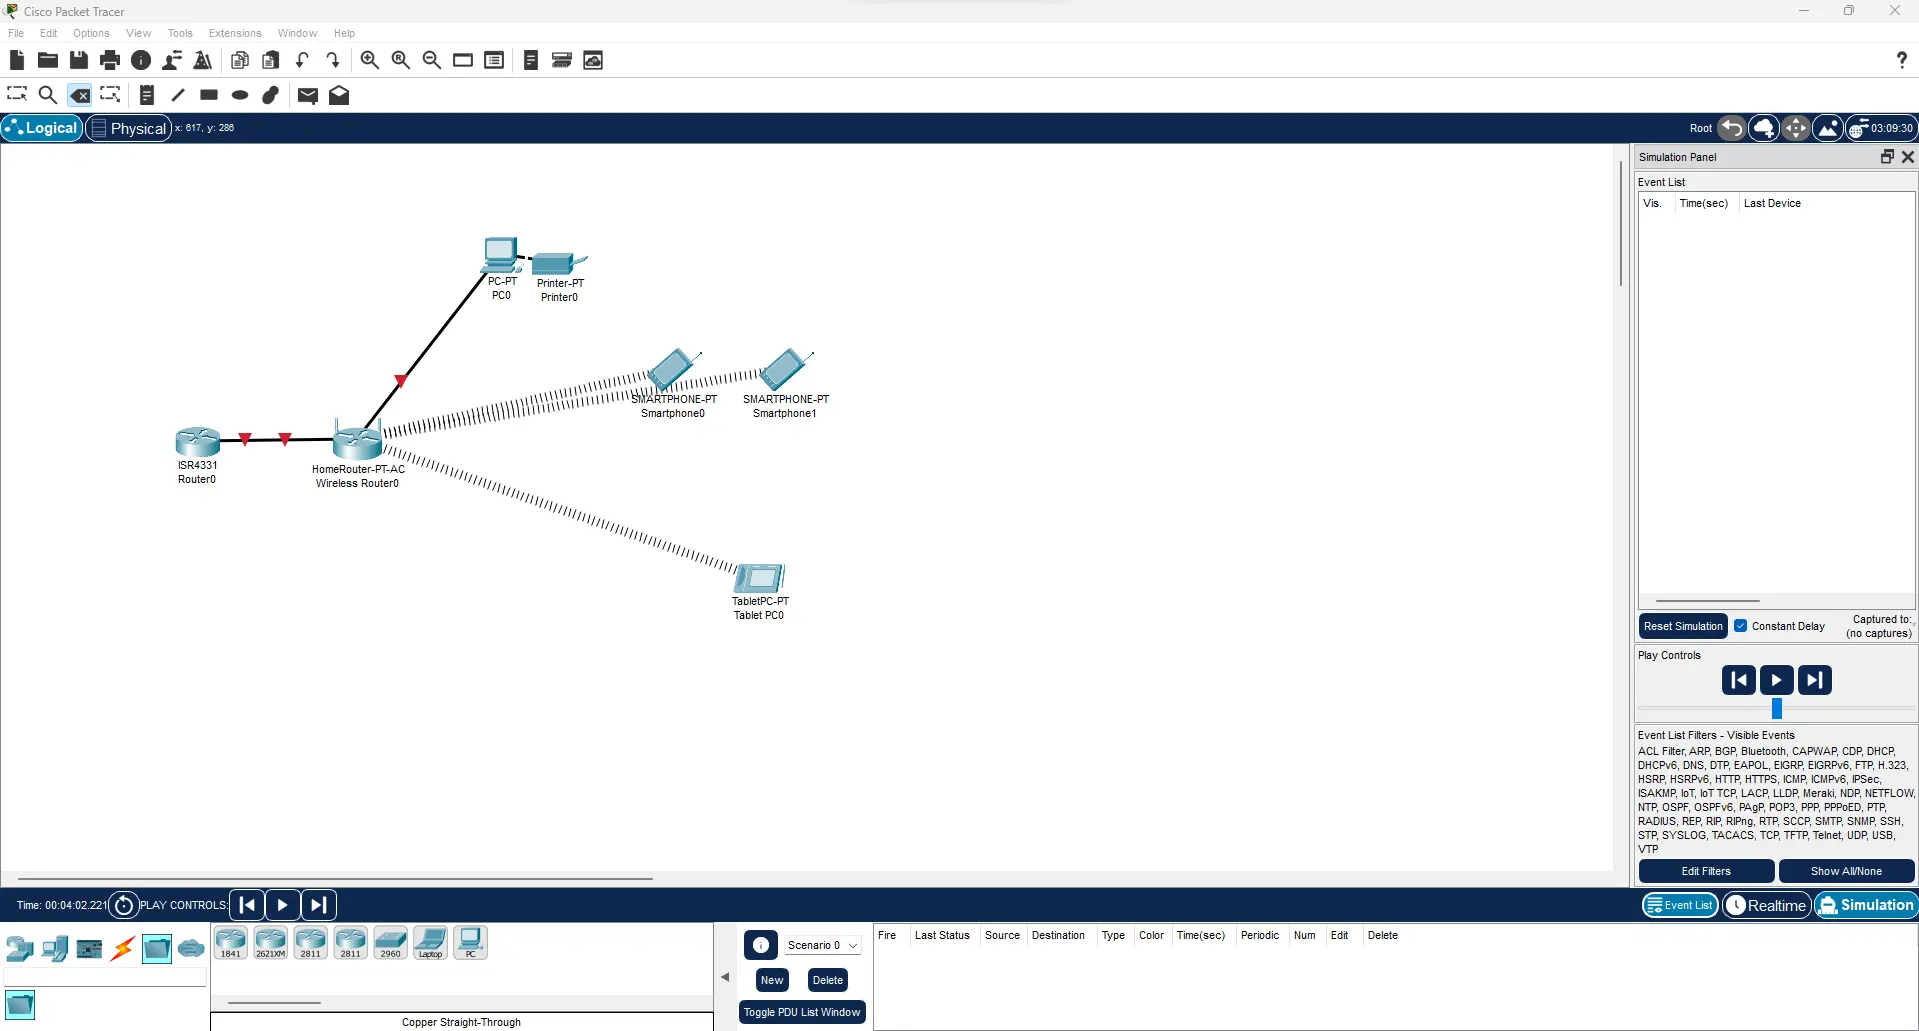 Cisco Packet Tracer
File Edit Options View Tools Extensions Window Help
?
Logical Physical x: 617, y: 286 Root 03:09:30
Simulation Panel
Event List
Vis. Time(sec) Last Device
PC-PT
PC0
Printer-PT
Printer0
SMARTPHONE-PT
Smartphone0
SMARTPHONE-PT
Smartphone1
ISR4331
Router0
HomeRouter-PT-AC
Wireless Router0
TabletPC-PT
Tablet PC0
Reset Simulation Constant Delay Captured to:
(no captures)
Play Controls
Event List Filters - Visible Events
ACL Filter, ARP, BGP, Bluetooth, CAPWAP, CDP, DHCP,
DHCPv6, DNS, DTP, EAPOL, EIGRP, EIGRPv6, FTP, H.323,
HSRP, HSRPv6, HTTP, HTTPS, ICMP, ICMPv6, IPSec,
ISAKMP, IoT, IoT TCP, LACP, LLDP, Meraki, NDP, NETFLOW,
NTP, OSPF, OSPFv6, PAgP, POP3, PPP, PPPoED, PTP,
RADIUS, REP, RIP, RIPng, RTP, SCCP, SMTP, SNMP, SSH,
STP, SYSLOG, TACACS, TCP, TFTP, Telnet, UDP, USB,
VTP
Edit Filters Show All/None
Time: 00:04:02.221 PLAY CONTROLS: Event List Realtime Simulation
1841 2621XM 2811 2811 2960 Laptop PC
Scenario 0
New Delete
Toggle PDU List Window
Fire Last Status Source Destination Type Color Time(sec) Periodic Num Edit Delete
Copper Straight-Through